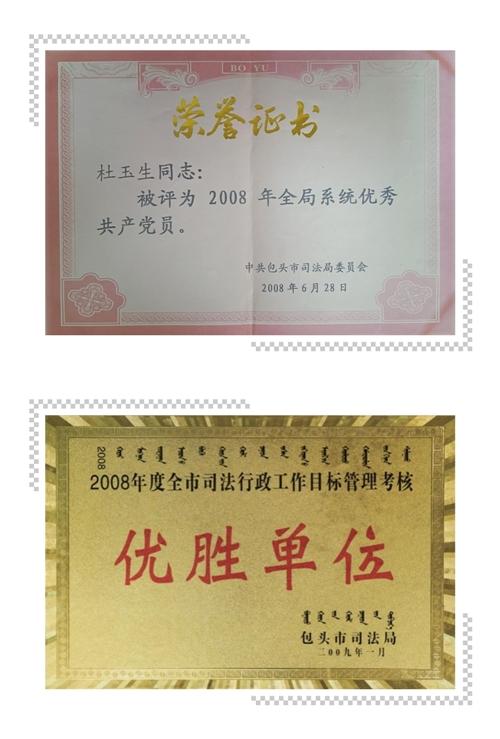 BO YU
荣誉证书
杜玉生同志：
被评为 2008 年全局系统优秀
共产党员。
中共包头市司法局委员会
2008 年 6 月 28 日
2008
2008年度全市司法行政工作目标管理考核
优胜单位
包头市司法局
二00九年一月